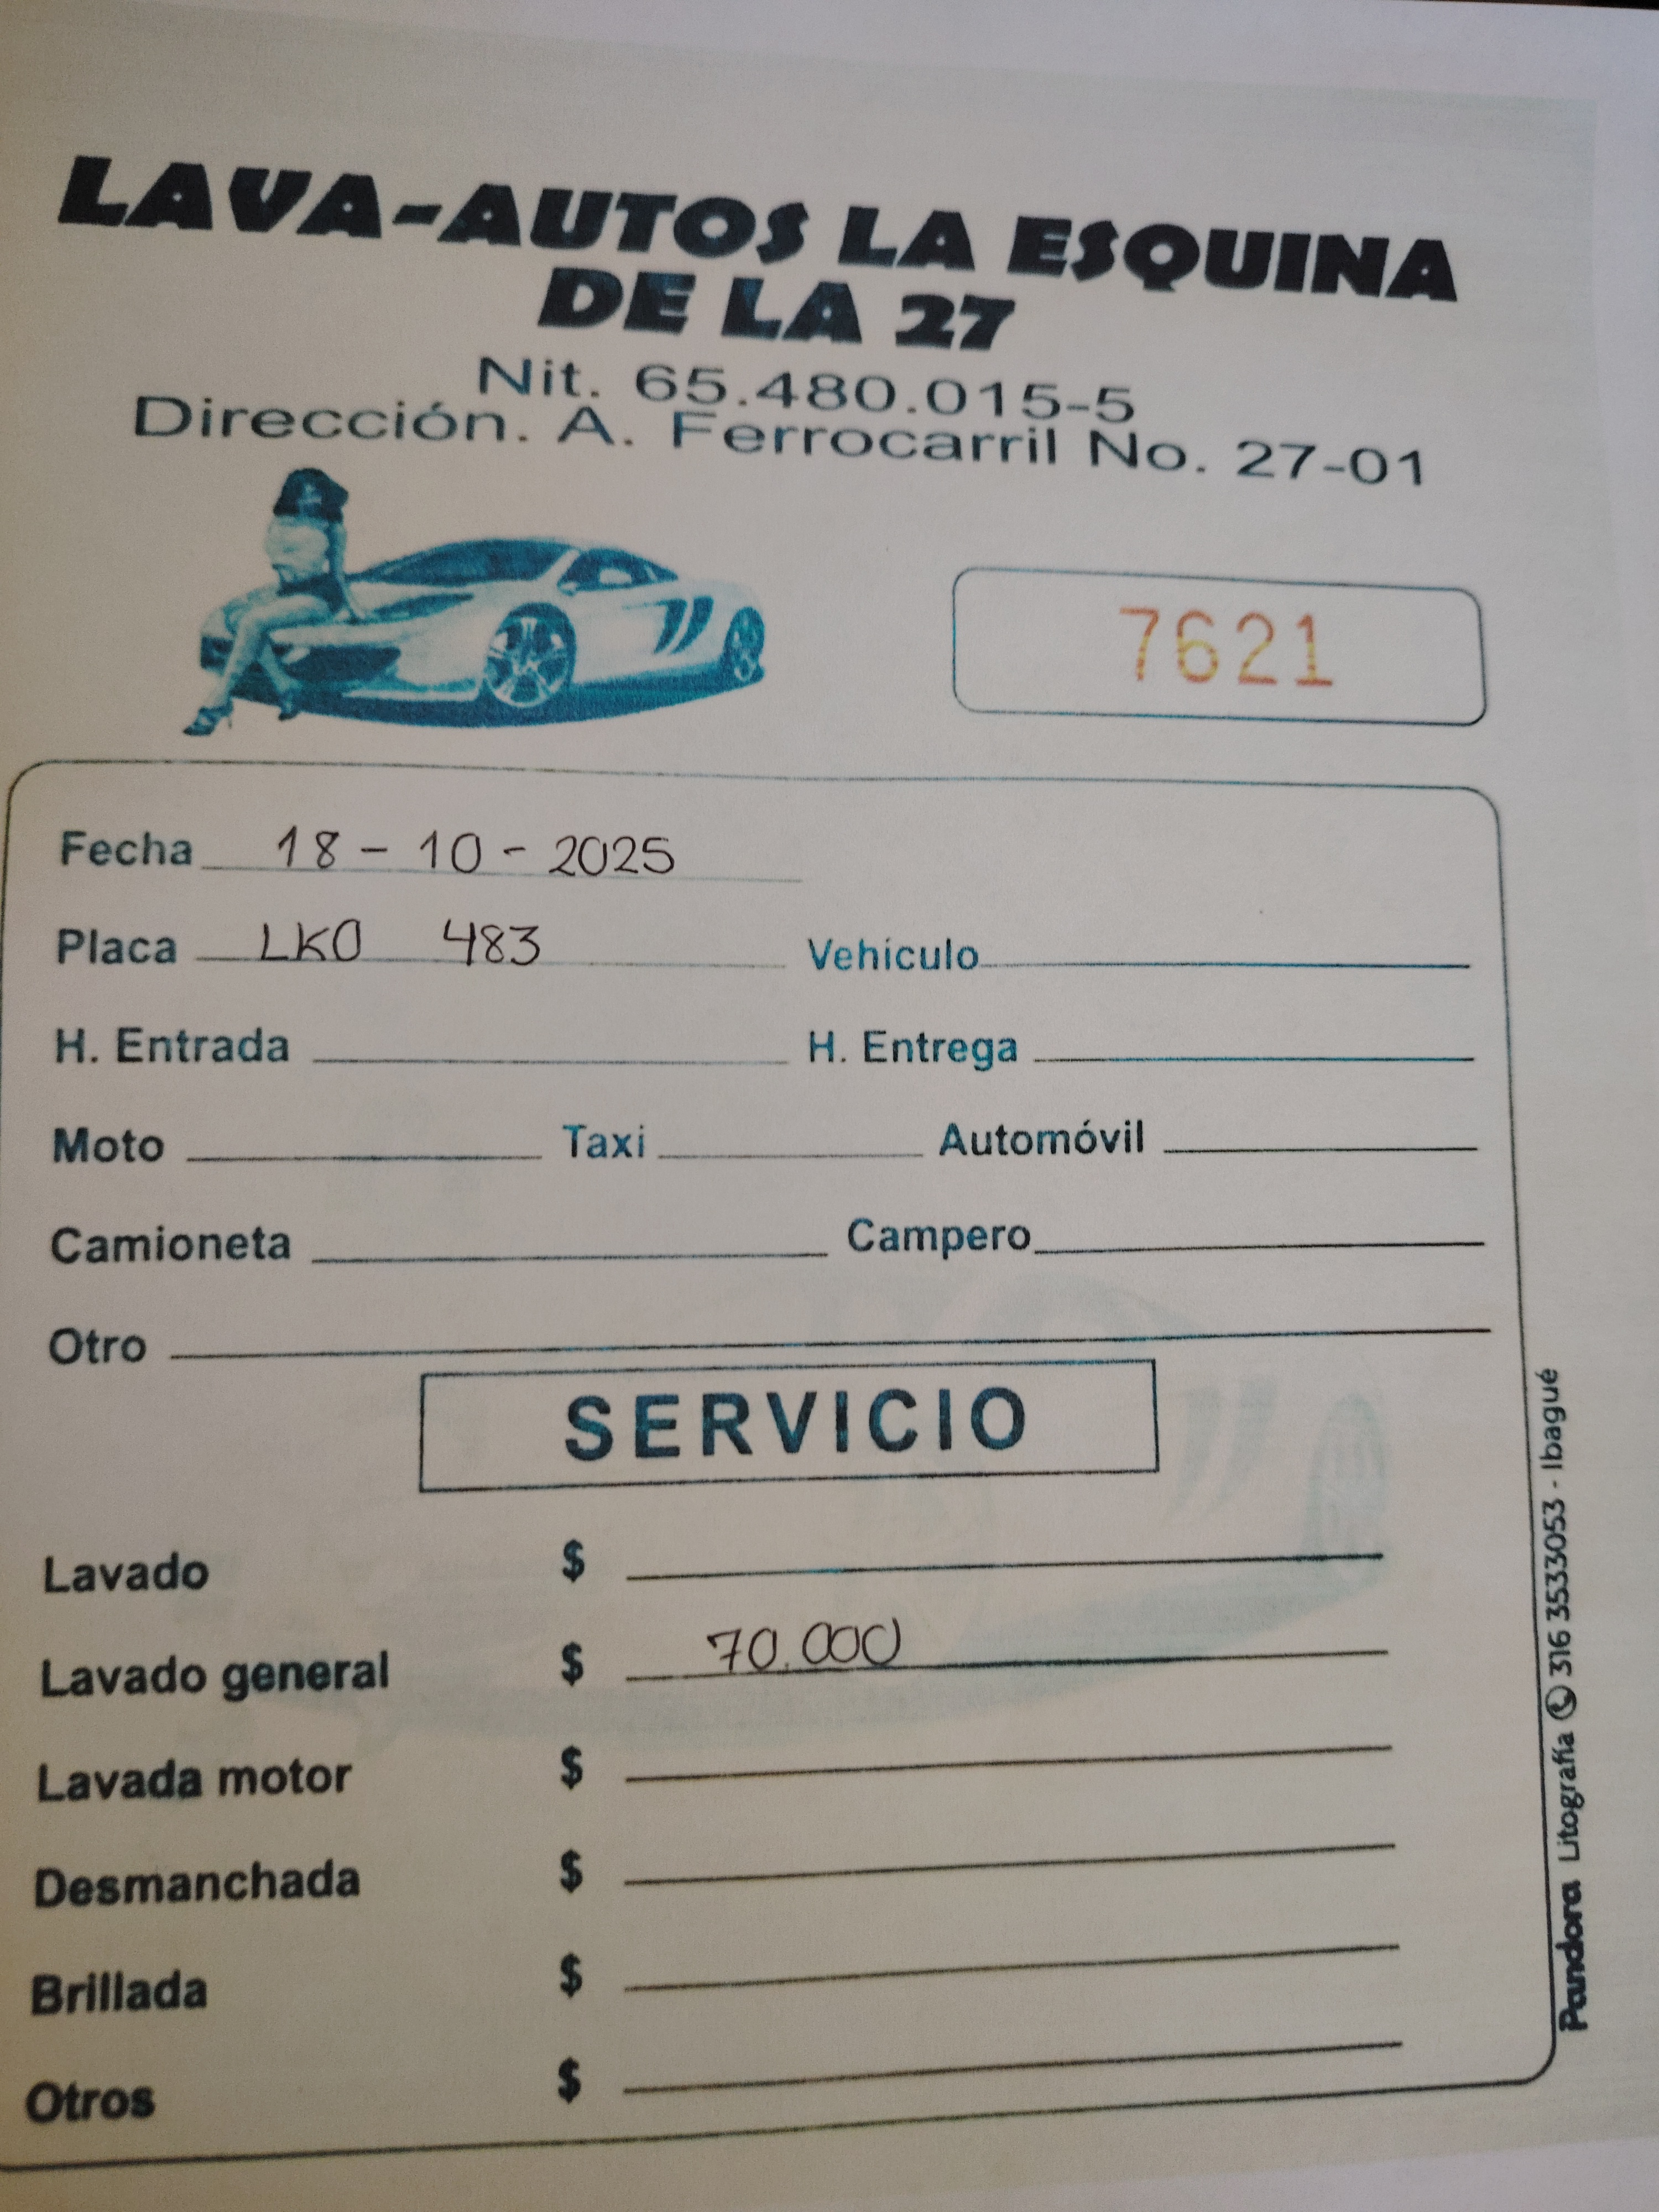 LAVA-AUTOS LA ESQUINA
DE LA 27
Nit. 65.480.015-5
Dirección. A. Ferrocarril No. 27-01
7621
Fecha 18 - 10 - 2025
Placa LKO 483 Vehículo
H. Entrada H. Entrega
Moto Taxi Automóvil
Camioneta Campero
Otro
SERVICIO
Lavado $
Lavado general $ 70.000
Lavada motor $
Desmanchada $
Brillada $
Otros $
Pandora Litografía 316 3533053 - Ibagué